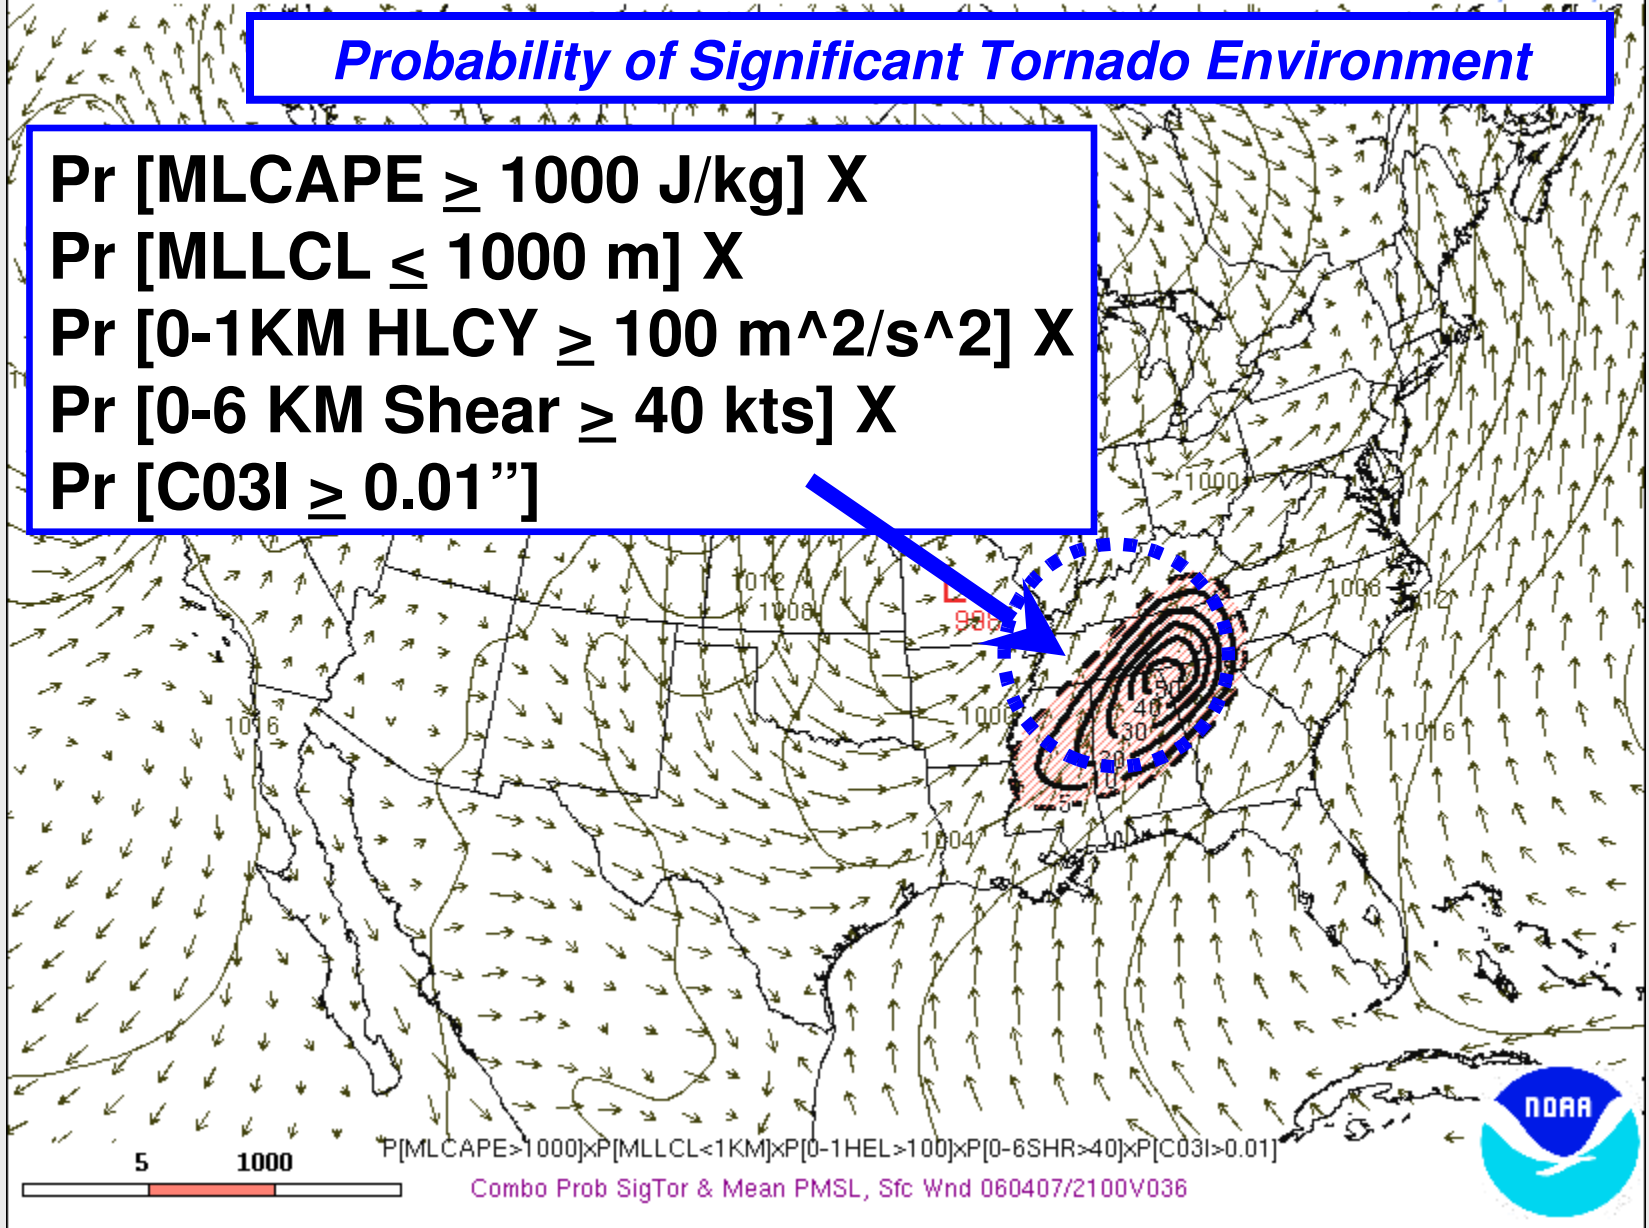 Probability of Significant Tornado Environment
Pr [MLCAPE ≥ 1000 J/kg] X
Pr [MLLCL ≤ 1000 m] X
Pr [0-1KM HLCY ≥ 100 m^2/s^2] X
Pr [0-6 KM Shear ≥ 40 kts] X
Pr [C03I ≥ 0.01”]
1000
1012
1008
L
996
1008
1012
50
40
1000
1016
30
1016
20
10
5
1004
NOAA
P[MLCAPE>1000]xP[MLLCL<1KM]xP[0-1HEL>100]xP[0-6SHR>40]xP[C03I>0.01]
5 1000
Combo Prob SigTor & Mean PMSL, Sfc Wnd 060407/2100V036